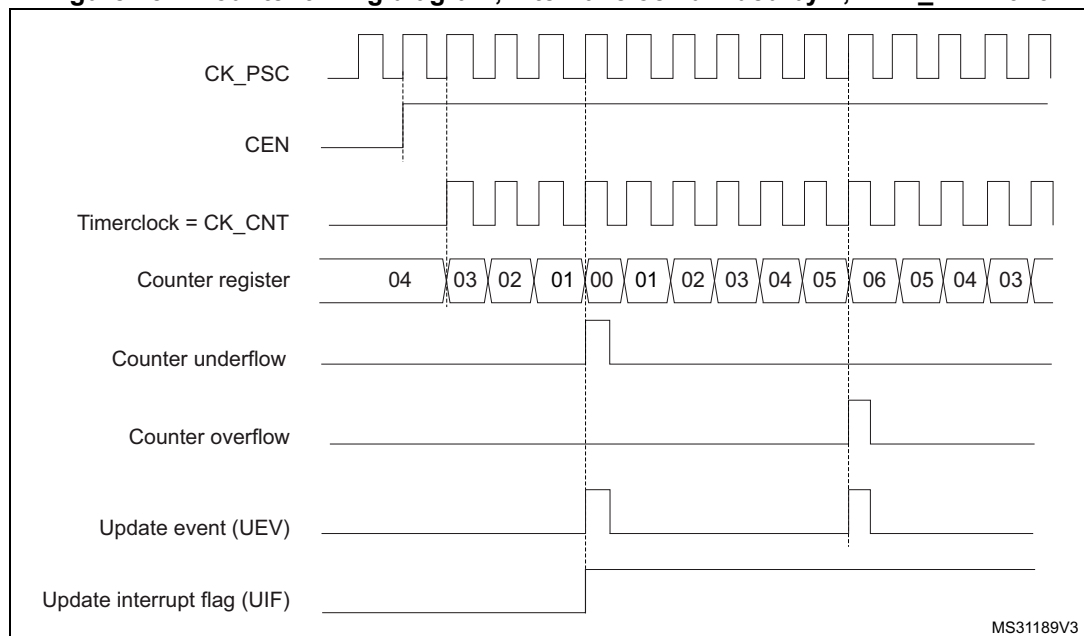 CK_PSC
CEN
Timerclock = CK_CNT
Counter register 04 03 02 01 00 01 02 03 04 05 06 05 04 03
Counter underflow
Counter overflow
Update event (UEV)
Update interrupt flag (UIF)
MS31189V3